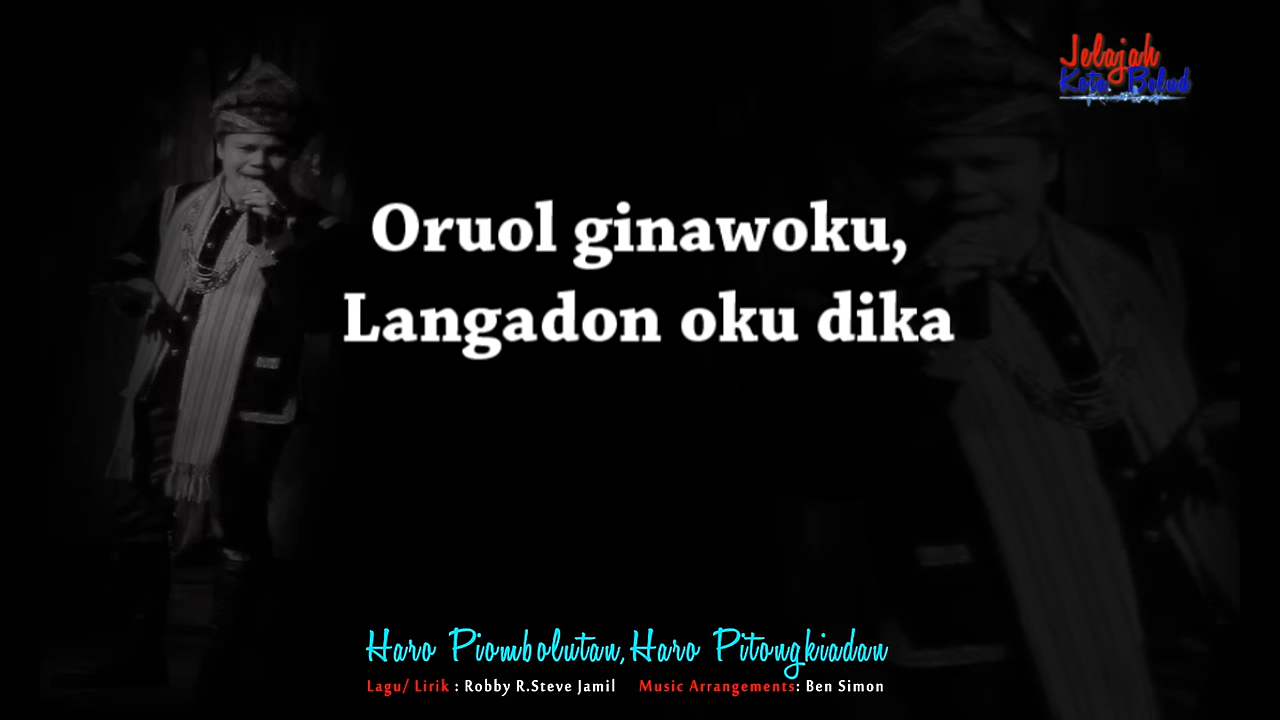 Jelajah
Kota Belud
Oruol ginawoku,
Langadon oku dika
Haro Piombolutan, Haro Pitongkiadan
Lagu/ Lirik : Robby R.Steve Jamil Music Arrangements: Ben Simon